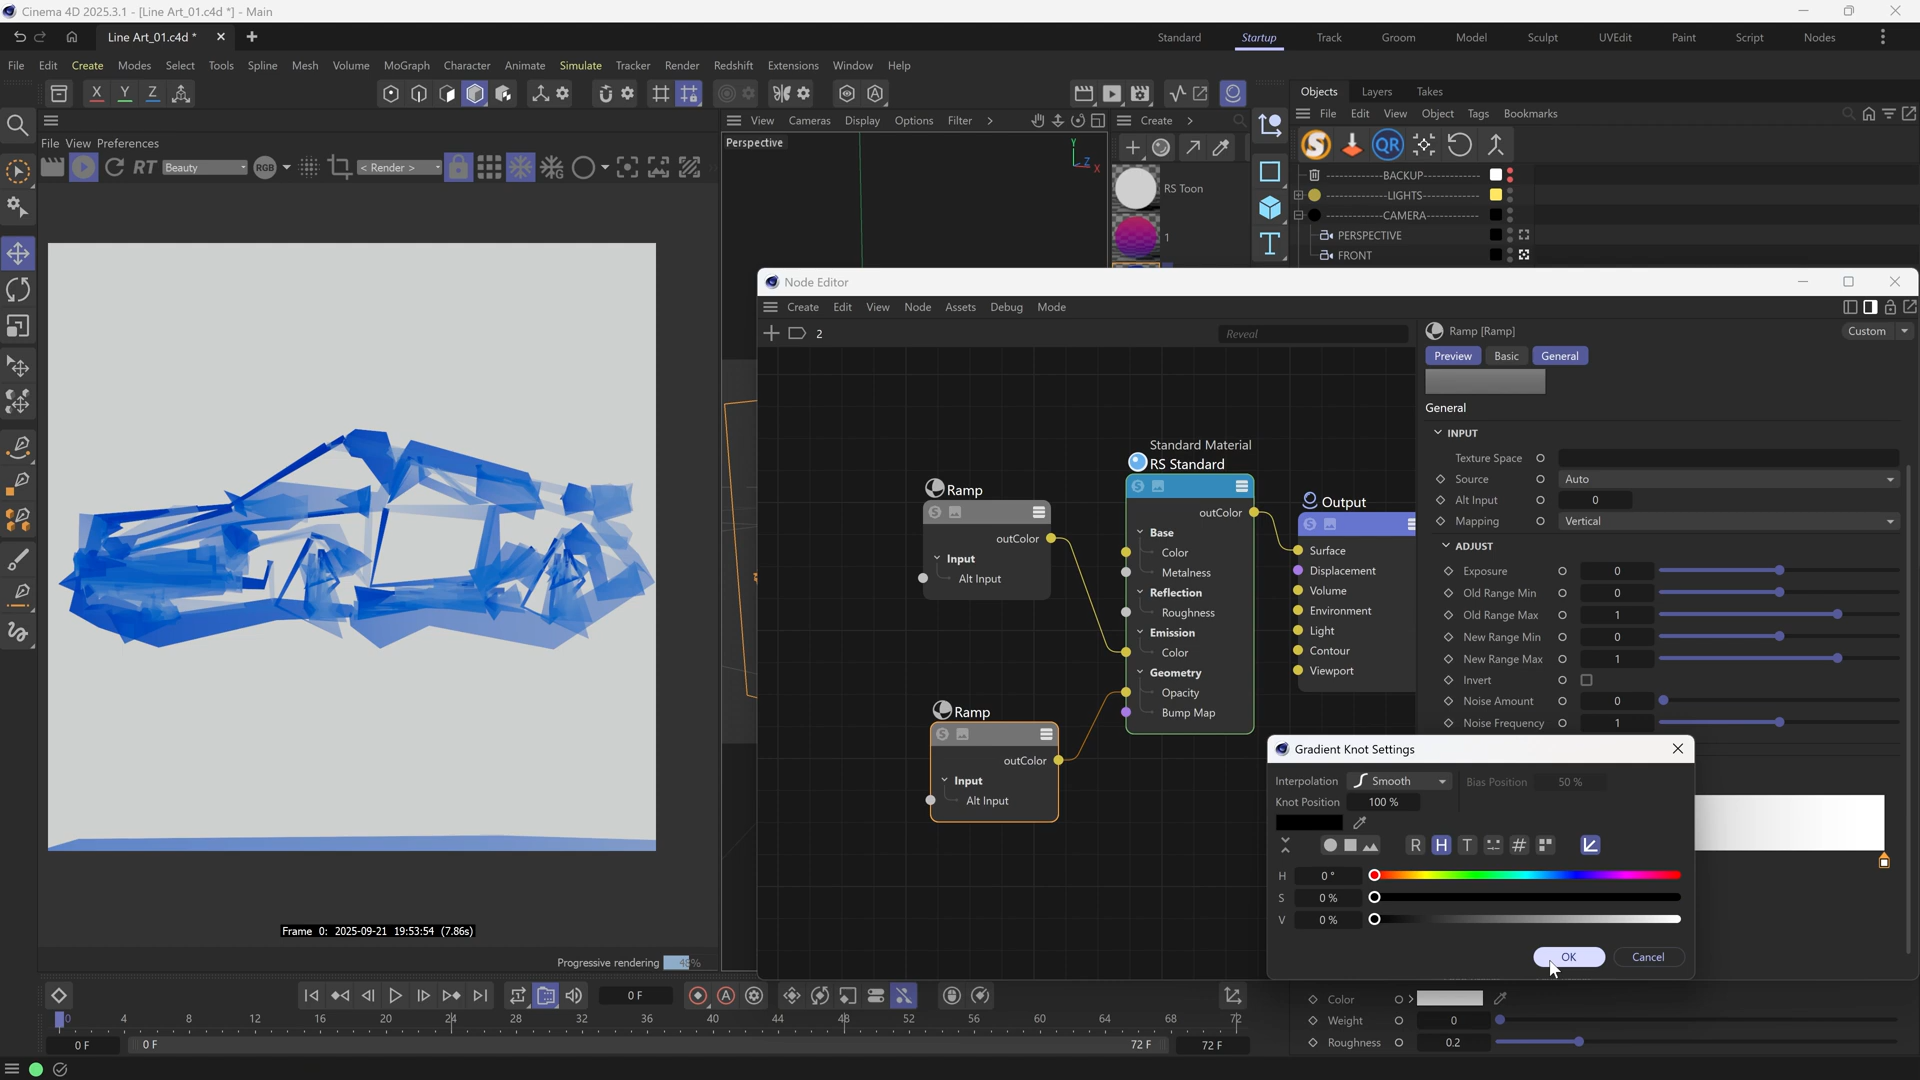 Cinema 4D 2025.3.1 - [Line Art_01.c4d *] - Main
Line Art_01.c4d *
Standard Startup Track Groom Model Sculpt UVEdit Paint Script Nodes
File Edit Create Modes Select Tools Spline Mesh Volume MoGraph Character Animate Simulate Tracker Render Redshift Extensions Window Help
X Y Z
Objects Layers Takes
File Edit View Object Tags Bookmarks
View Cameras Display Options Filter
Create
File View Preferences
RT Beauty RGB < Render >
Perspective
Y
Z
X
RS Toon
1
QR
--------------BACKUP--------------
---------------LIGHTS---------------
--------------CAMERA--------------
PERSPECTIVE
FRONT
Node Editor
Create Edit View Node Assets Debug Mode
2
Reveal
Ramp [Ramp]
Custom
Preview Basic General
General
INPUT
Texture Space
Source Auto
Alt Input 0
Mapping Vertical
ADJUST
Exposure 0
Old Range Min 0
Old Range Max 1
New Range Min 0
New Range Max 1
Invert
Noise Amount 0
Noise Frequency 1
Ramp
outColor
Input
Alt Input
Standard Material
RS Standard
outColor
Base
Color
Metalness
Reflection
Roughness
Emission
Color
Geometry
Opacity
Bump Map
Output
Surface
Displacement
Volume
Environment
Light
Contour
Viewport
Ramp
outColor
Input
Alt Input
Gradient Knot Settings
Interpolation Smooth Bias Position 50 %
Knot Position 100 %
R H T #
H 0 °
S 0 %
V 0 %
OK Cancel
Frame 0: 2025-09-21 19:53:54 (7.86s)
Progressive rendering
0 F
0 4 8 12 16 20 24 28 32 36 40 44 48 52 56 60 64 68 72
0 F 0 F 72 F 72 F
Color
Weight 0
Roughness 0.2